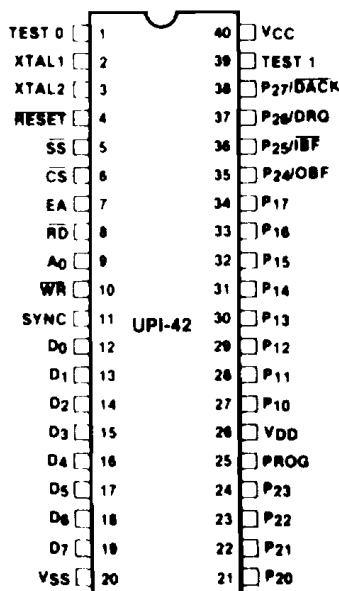 TEST 0 1 40 VCC
XTAL1 2 39 TEST 1
XTAL2 3 38 P27/DACK
RESET 4 37 P26/DRQ
SS 5 36 P25/IBF
CS 6 35 P24/OBF
EA 7 34 P17
RD 8 33 P16
A0 9 32 P15
WR 10 31 P14
SYNC 11 UPI-42 30 P13
D0 12 29 P12
D1 13 28 P11
D2 14 27 P10
D3 15 26 VDD
D4 16 25 PROG
D5 17 24 P23
D6 18 23 P22
D7 19 22 P21
VSS 20 21 P20